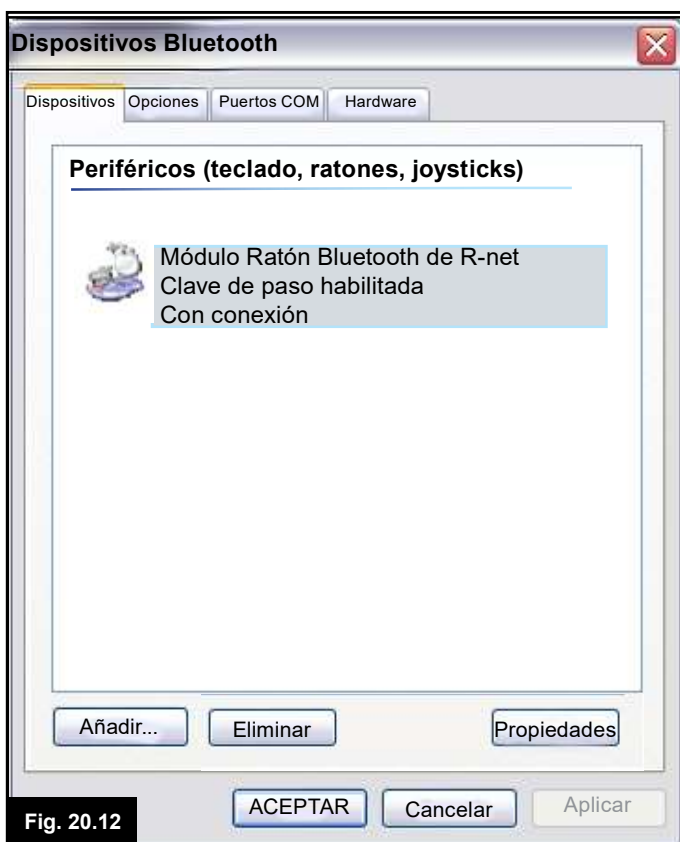 Dispositivos Bluetooth
Dispositivos Opciones Puertos COM Hardware
Periféricos (teclado, ratones, joysticks)
Módulo Ratón Bluetooth de R-net
Clave de paso habilitada
Con conexión
Añadir... Eliminar Propiedades
ACEPTAR Cancelar Aplicar
Fig. 20.12